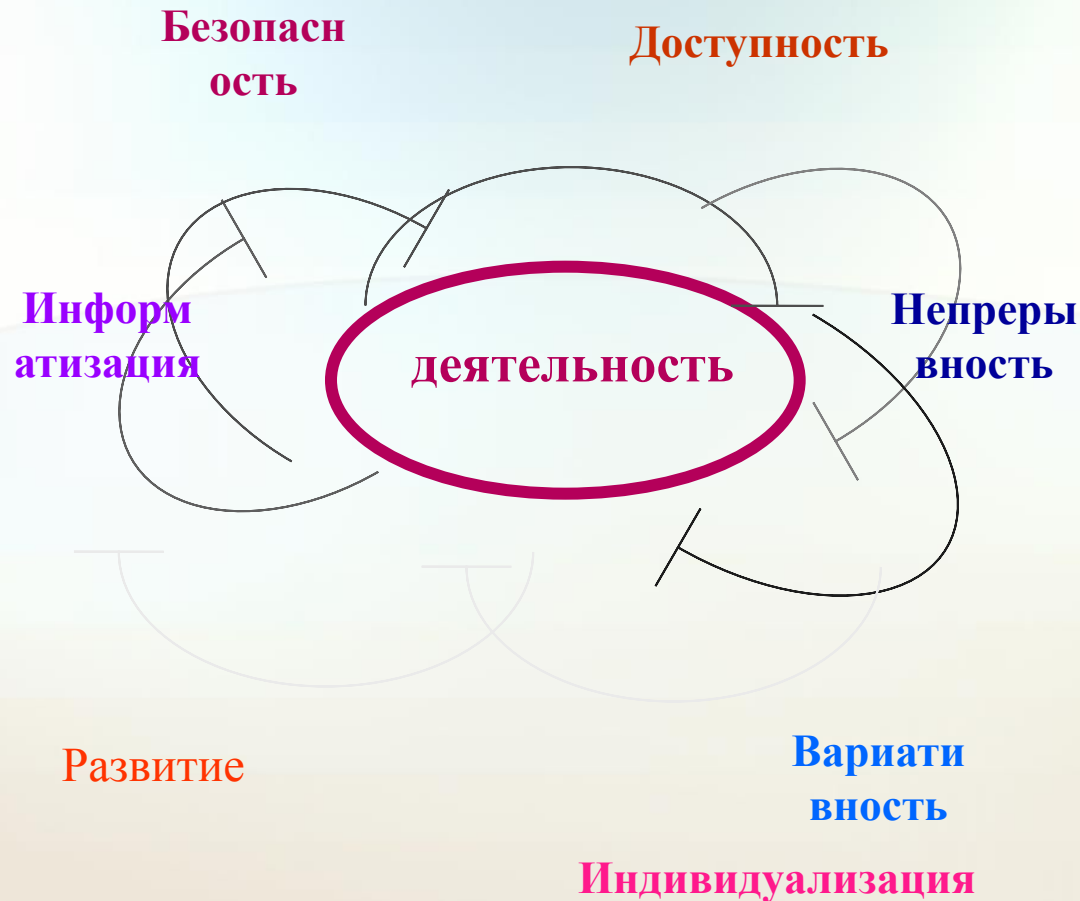 Безопасн
ость
Доступность
Информ
атизация
деятельность
Непреры
вность
Развитие
Вариати
вность
Индивидуализация